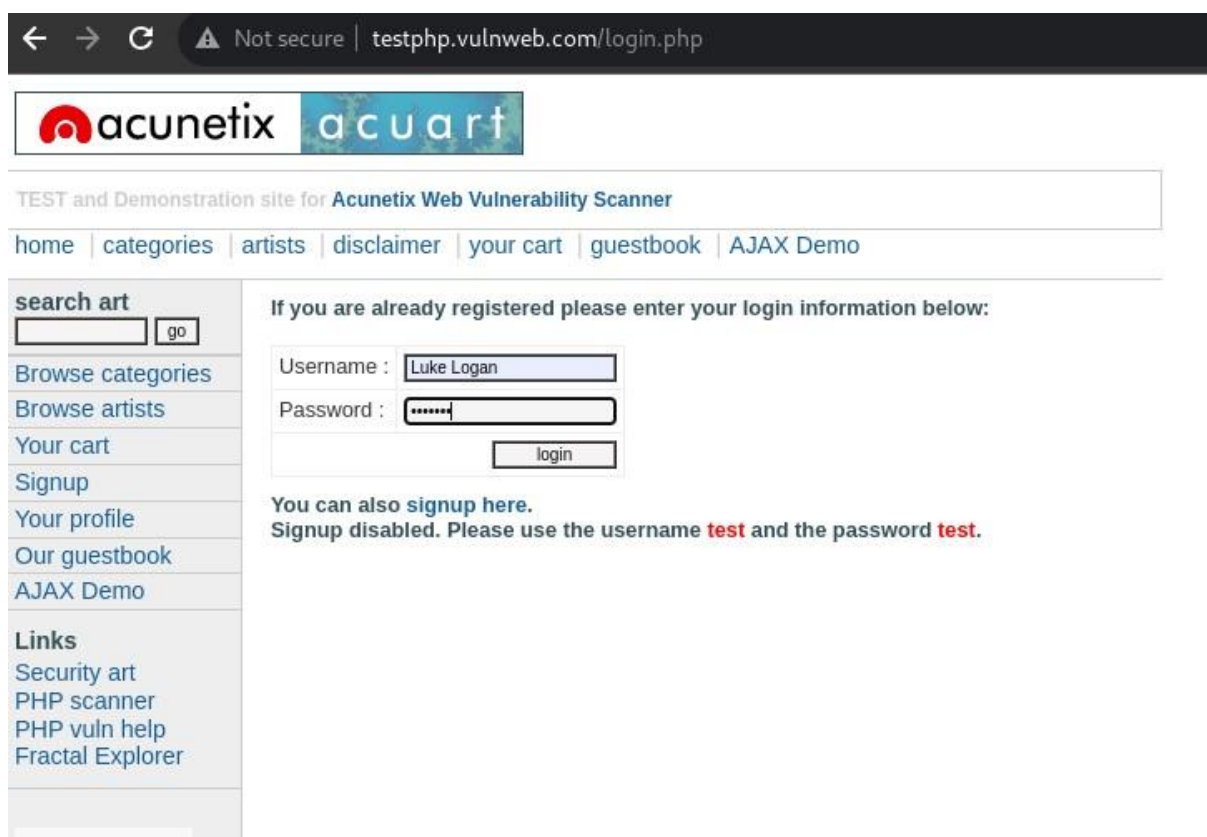 Not secure | testphp.vulnweb.com/login.php
acunetix acuart
TEST and Demonstration site for Acunetix Web Vulnerability Scanner
home | categories | artists | disclaimer | your cart | guestbook | AJAX Demo
search art
go
Browse categories
Browse artists
Your cart
Signup
Your profile
Our guestbook
AJAX Demo
Links
Security art
PHP scanner
PHP vuln help
Fractal Explorer
If you are already registered please enter your login information below:
Username : Luke Logan
Password : •••••••
login
You can also signup here.
Signup disabled. Please use the username test and the password test.